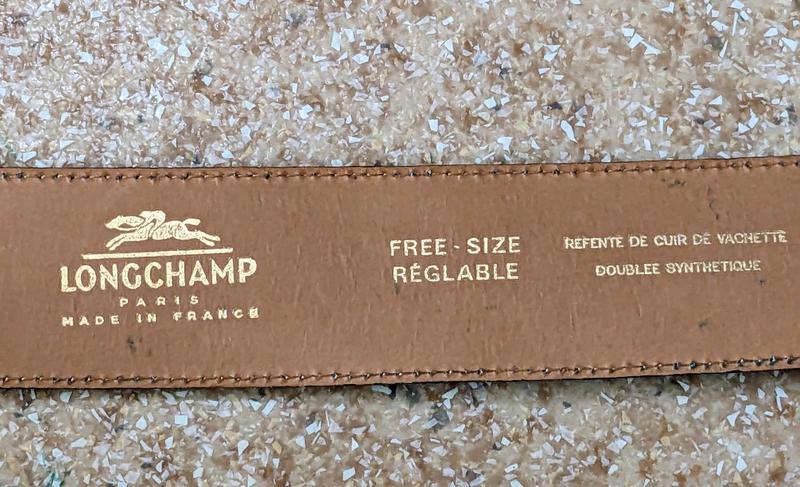 LONGCHAMP
PARIS
MADE IN FRANCE
FREE-SIZE
RÉGLABLE
REFENTE DE CUIR DE VACHETTE
DOUBLEE SYNTHETIQUE